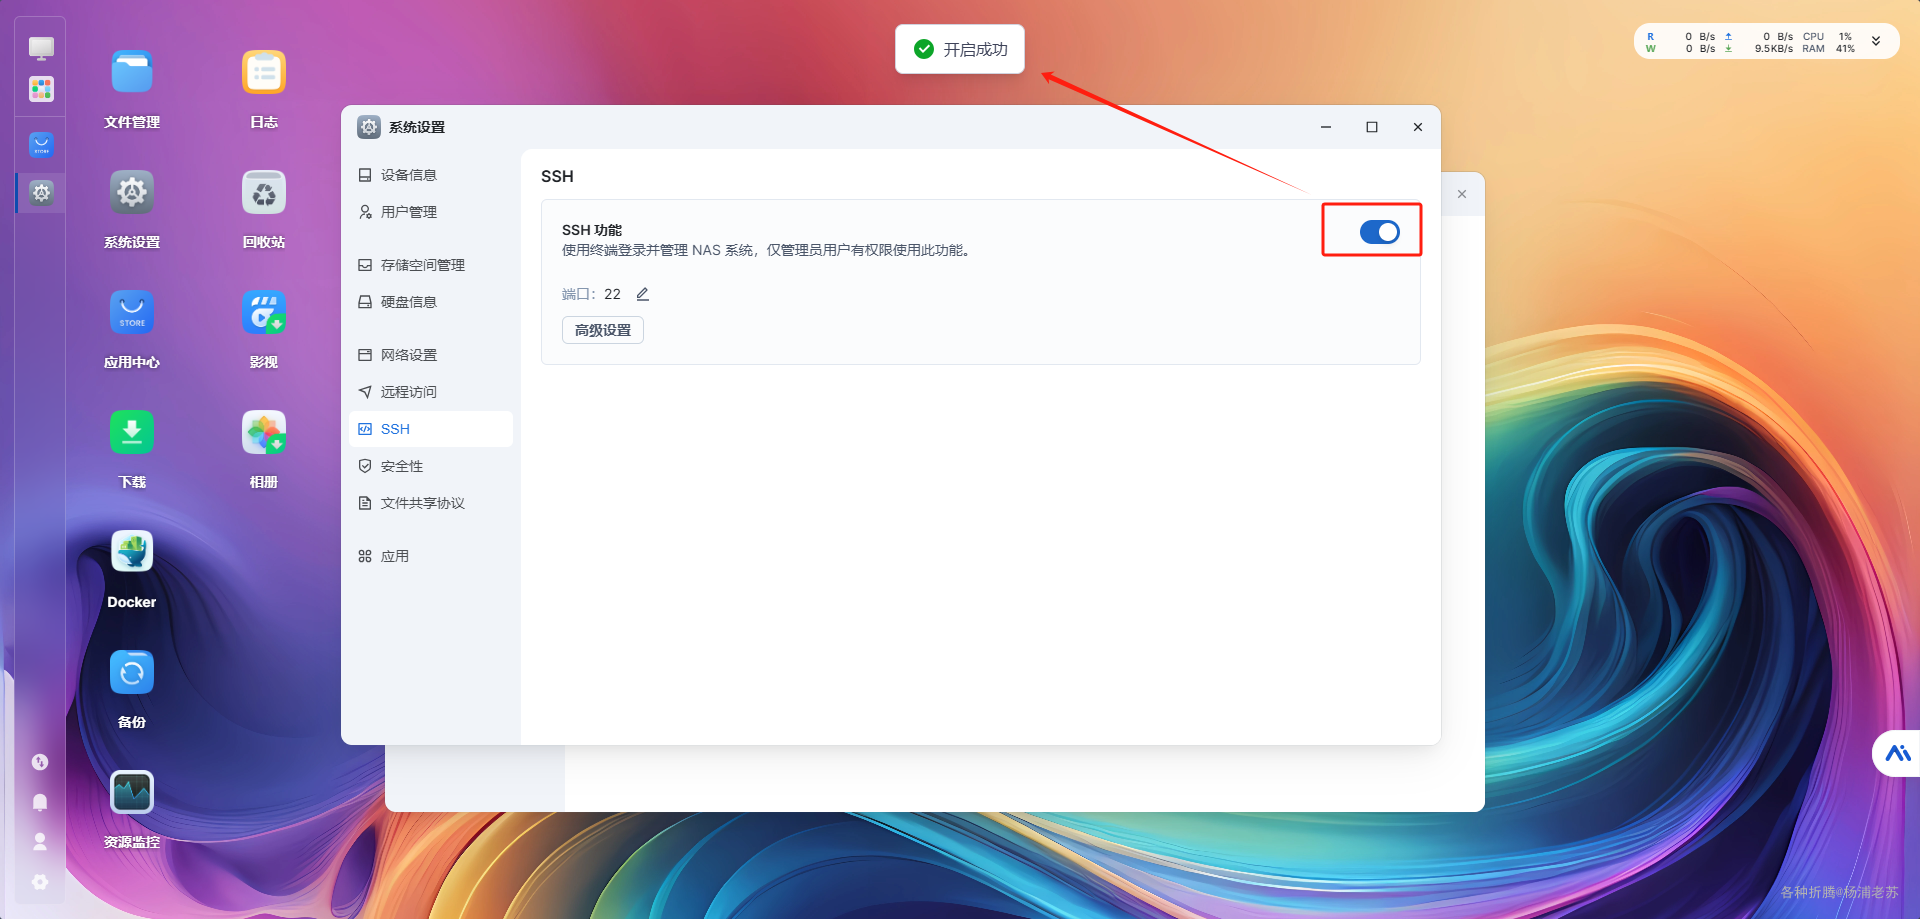 开启成功
R 0 B/s 0 B/s CPU 1%
W 0 B/s 9.5KB/s RAM 41%
文件管理
日志
系统设置
回收站
STORE
应用中心
影视
下载
相册
Docker
备份
资源监控
STORE
系统设置
设备信息
用户管理
存储空间管理
硬盘信息
网络设置
远程访问
SSH
安全性
文件共享协议
应用
SSH
SSH 功能
使用终端登录并管理 NAS 系统，仅管理员用户有权限使用此功能。
端口：22
高级设置
各种折腾@杨浦老苏